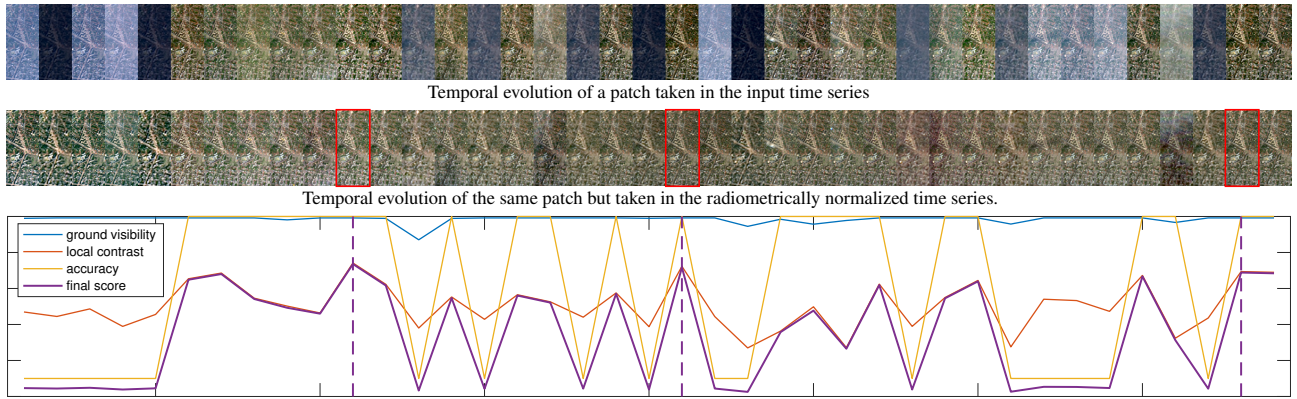 Temporal evolution of a patch taken in the input time series
Temporal evolution of the same patch but taken in the radiometrically normalized time series.
ground visibility
local contrast
accuracy
final score